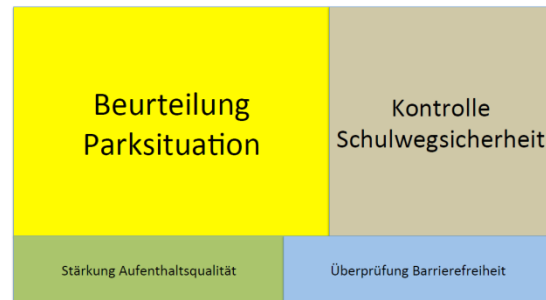 Beurteilung
Parksituation
Kontrolle
Schulwegsicherheit
Stärkung Aufenthaltsqualität
Überprüfung Barrierefreiheit